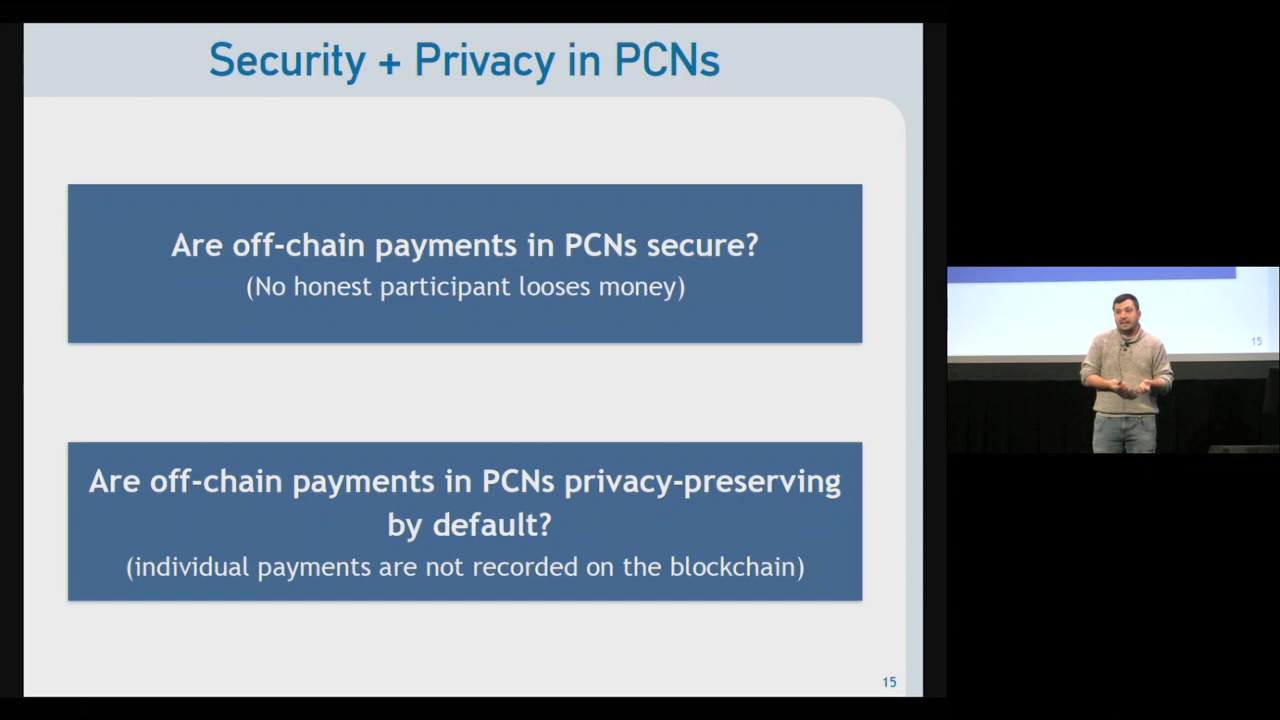 Security + Privacy in PCNs
Are off-chain payments in PCNs secure?
(No honest participant looses money)
Are off-chain payments in PCNs privacy-preserving
by default?
(individual payments are not recorded on the blockchain)
15
15